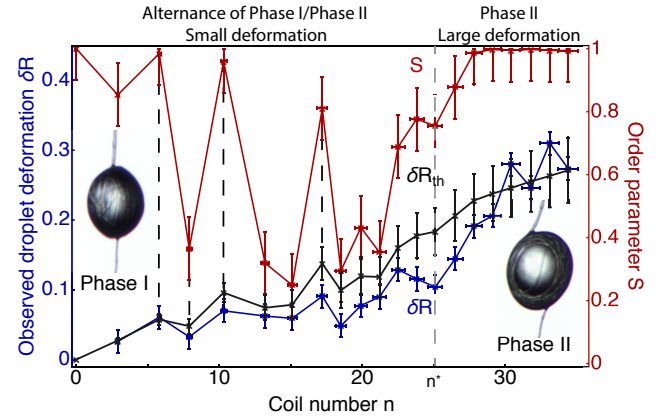 Alternance of Phase I/Phase II
Small deformation
Phase II
Large deformation
Observed droplet deformation δR
0.4
0.3
0.2
0.1
0
S
δR_th
δR
Phase I
Phase II
1
0.8
0.6
0.4
0.2
0
Order parameter S
0
10
20
n*
30
Coil number n